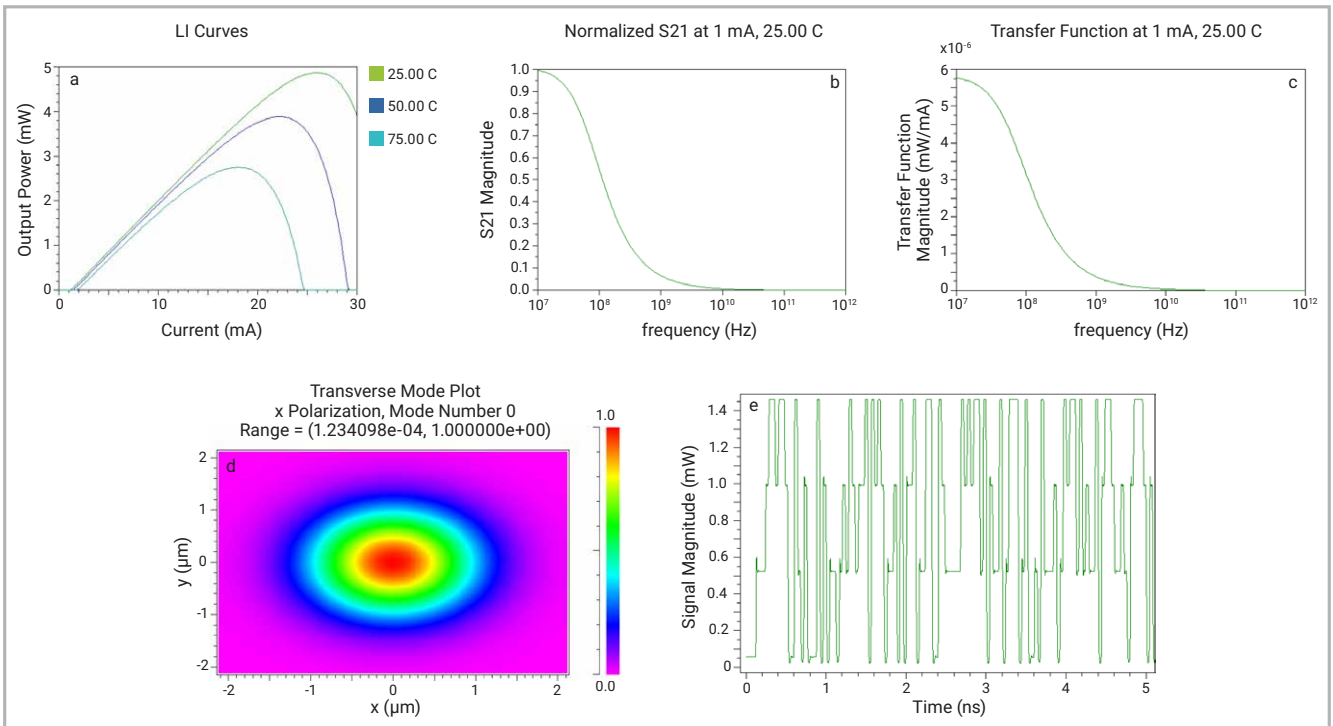 LI Curves
a
5
4
3
2
1
0
Output Power (mW)
0 10 20 30
Current (mA)
25.00 C
50.00 C
75.00 C
Normalized S21 at 1 mA, 25.00 C
b
1.0
0.9
0.8
0.7
0.6
0.5
0.4
0.3
0.2
0.1
0.0
S21 Magnitude
10⁷ 10⁸ 10⁹ 10¹⁰ 10¹¹ 10¹²
frequency (Hz)
Transfer Function at 1 mA, 25.00 C
x10⁻⁶
c
6
5
4
3
2
1
0
Transfer Function
Magnitude (mW/mA)
10⁷ 10⁸ 10⁹ 10¹⁰ 10¹¹ 10¹²
frequency (Hz)
Transverse Mode Plot
x Polarization, Mode Number 0
Range = (1.234098e-04, 1.000000e+00)
d
2
1
0
-1
-2
y (µm)
-2 -1 0 1 2
x (µm)
1.0
0.0
e
1.4
1.2
1.0
0.8
0.6
0.4
0.2
0
Signal Magnitude (mW)
0 1 2 3 4 5
Time (ns)